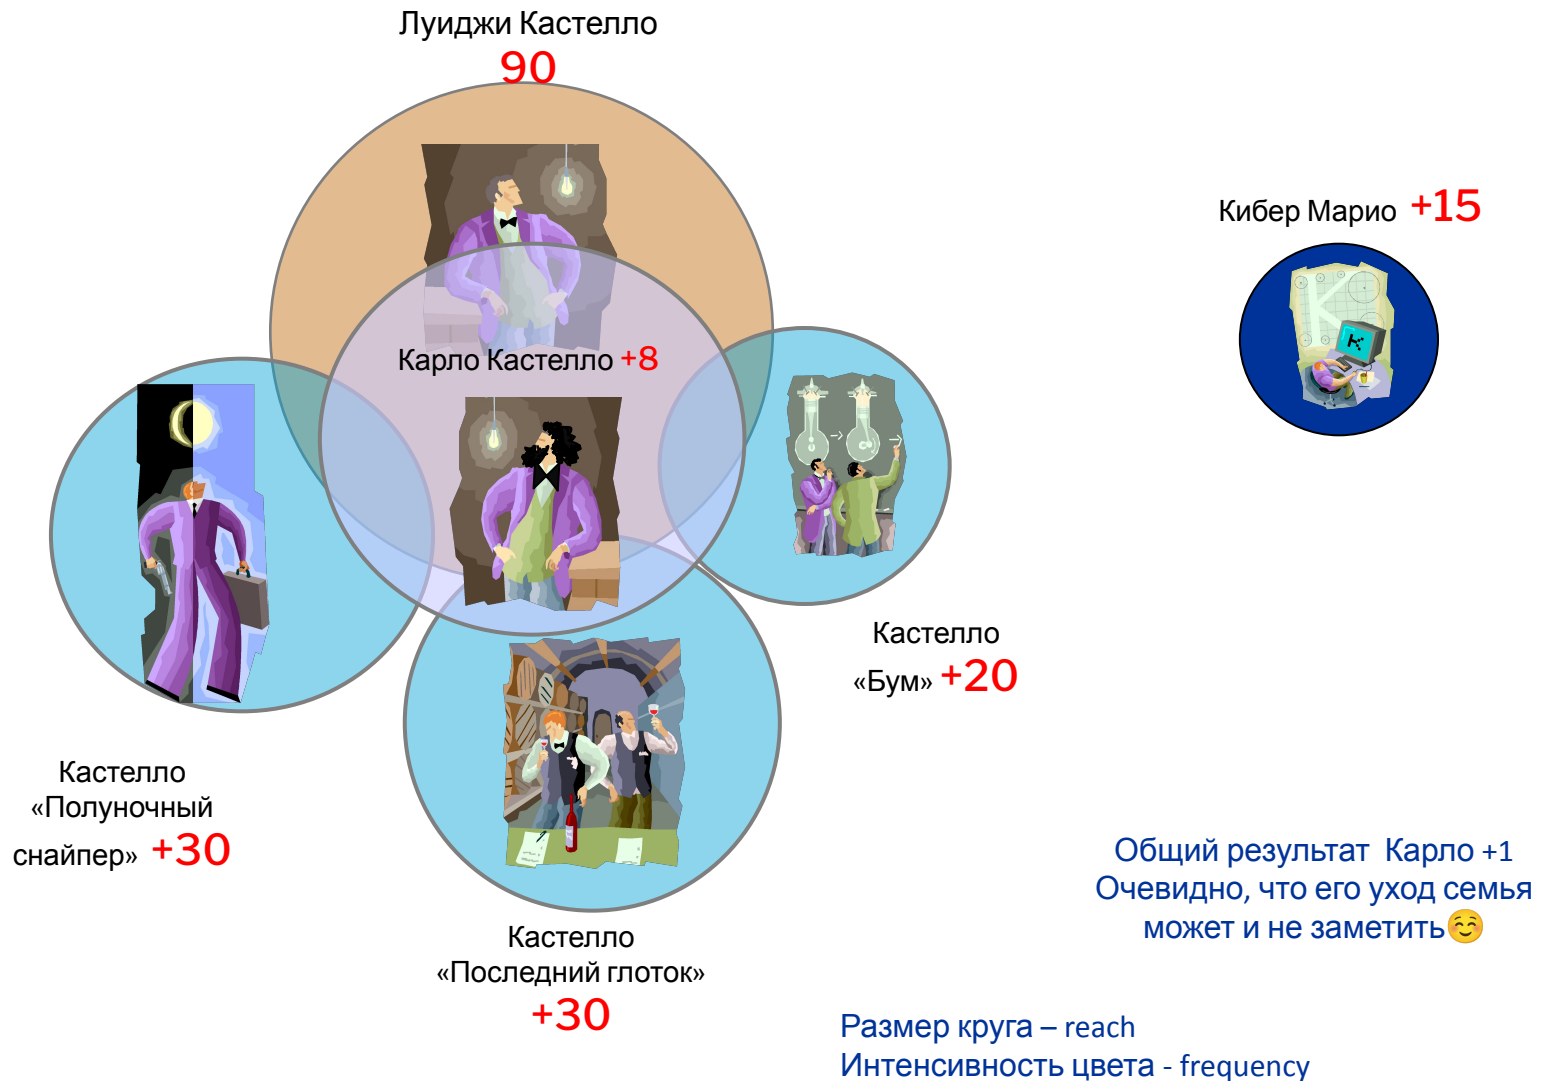 Луиджи Кастелло
90
Кибер Марио +15
Карло Кастелло +8
Кастелло
«Бум» +20
Кастелло
«Полуночный
снайпер» +30
Кастелло
«Последний глоток»
+30
Общий результат Карло +1
Очевидно, что его уход семья
может и не заметить☺️
Размер круга – reach
Интенсивность цвета - frequency